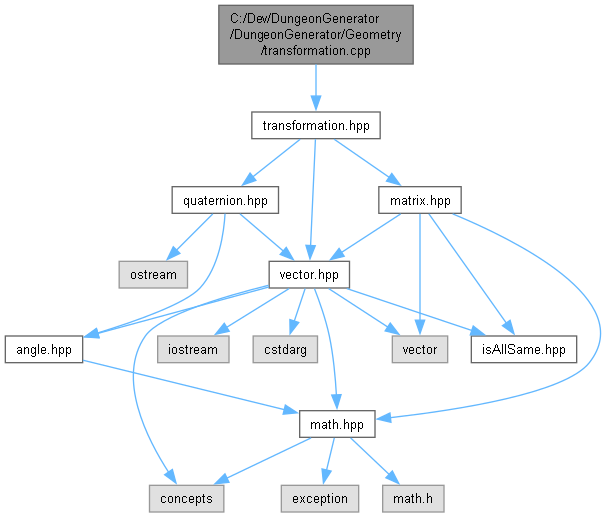 C:/Dev/DungeonGenerator
/DungeonGenerator/Geometry
/transformation.cpp
transformation.hpp
quaternion.hpp
matrix.hpp
ostream
vector.hpp
angle.hpp
iostream
cstdarg
vector
isAllSame.hpp
math.hpp
concepts
exception
math.h